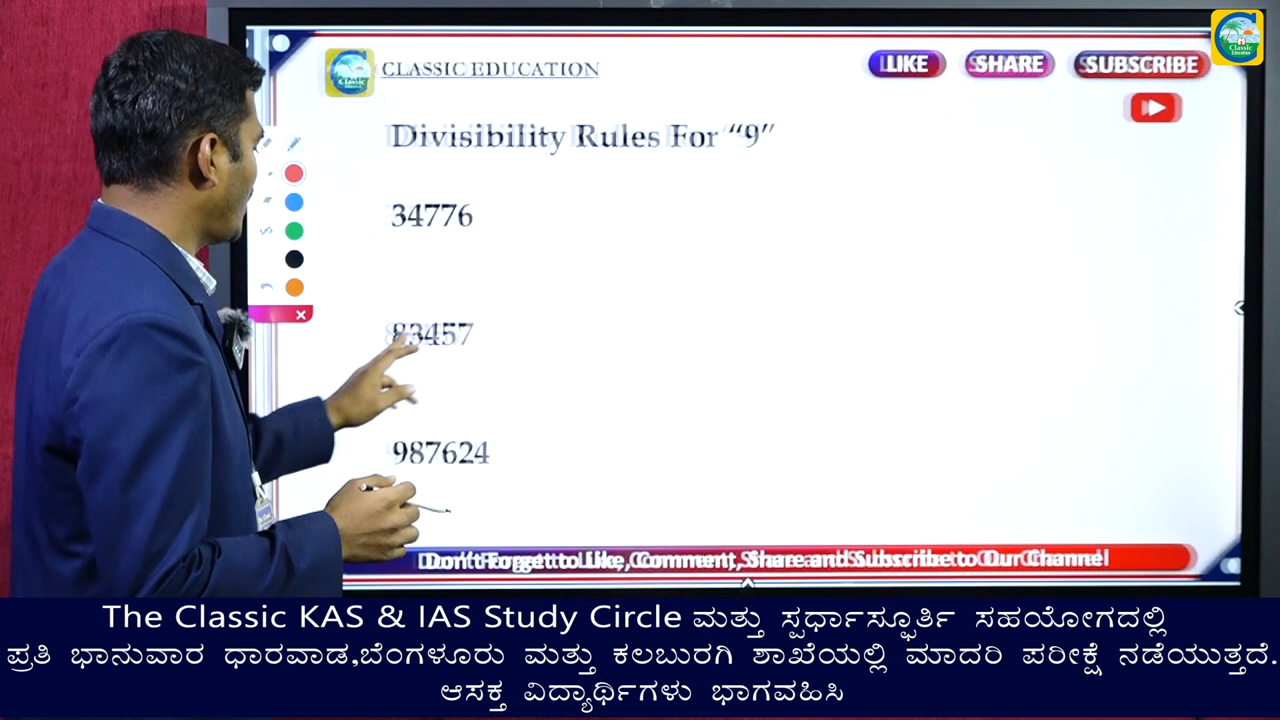 Classic
Education
CLASSIC EDUCATION
LIKE
SHARE
SUBSCRIBE
Divisibility Rules For “9”
34776
83457
987624
Don't Forget to Like, Comment, Share and Subscribe to Our Channel
The Classic KAS & IAS Study Circle ಮತ್ತು ಸ್ಪರ್ಧಾಸ್ಫೂರ್ತಿ ಸಹಯೋಗದಲ್ಲಿ
ಪ್ರತಿ ಭಾನುವಾರ ಧಾರವಾಡ,ಬೆಂಗಳೂರು ಮತ್ತು ಕಲಬುರಗಿ ಶಾಖೆಯಲ್ಲಿ ಮಾದರಿ ಪರೀಕ್ಷೆ ನಡೆಯುತ್ತದೆ.
ಆಸಕ್ತ ವಿದ್ಯಾರ್ಥಿಗಳು ಭಾಗವಹಿಸಿ